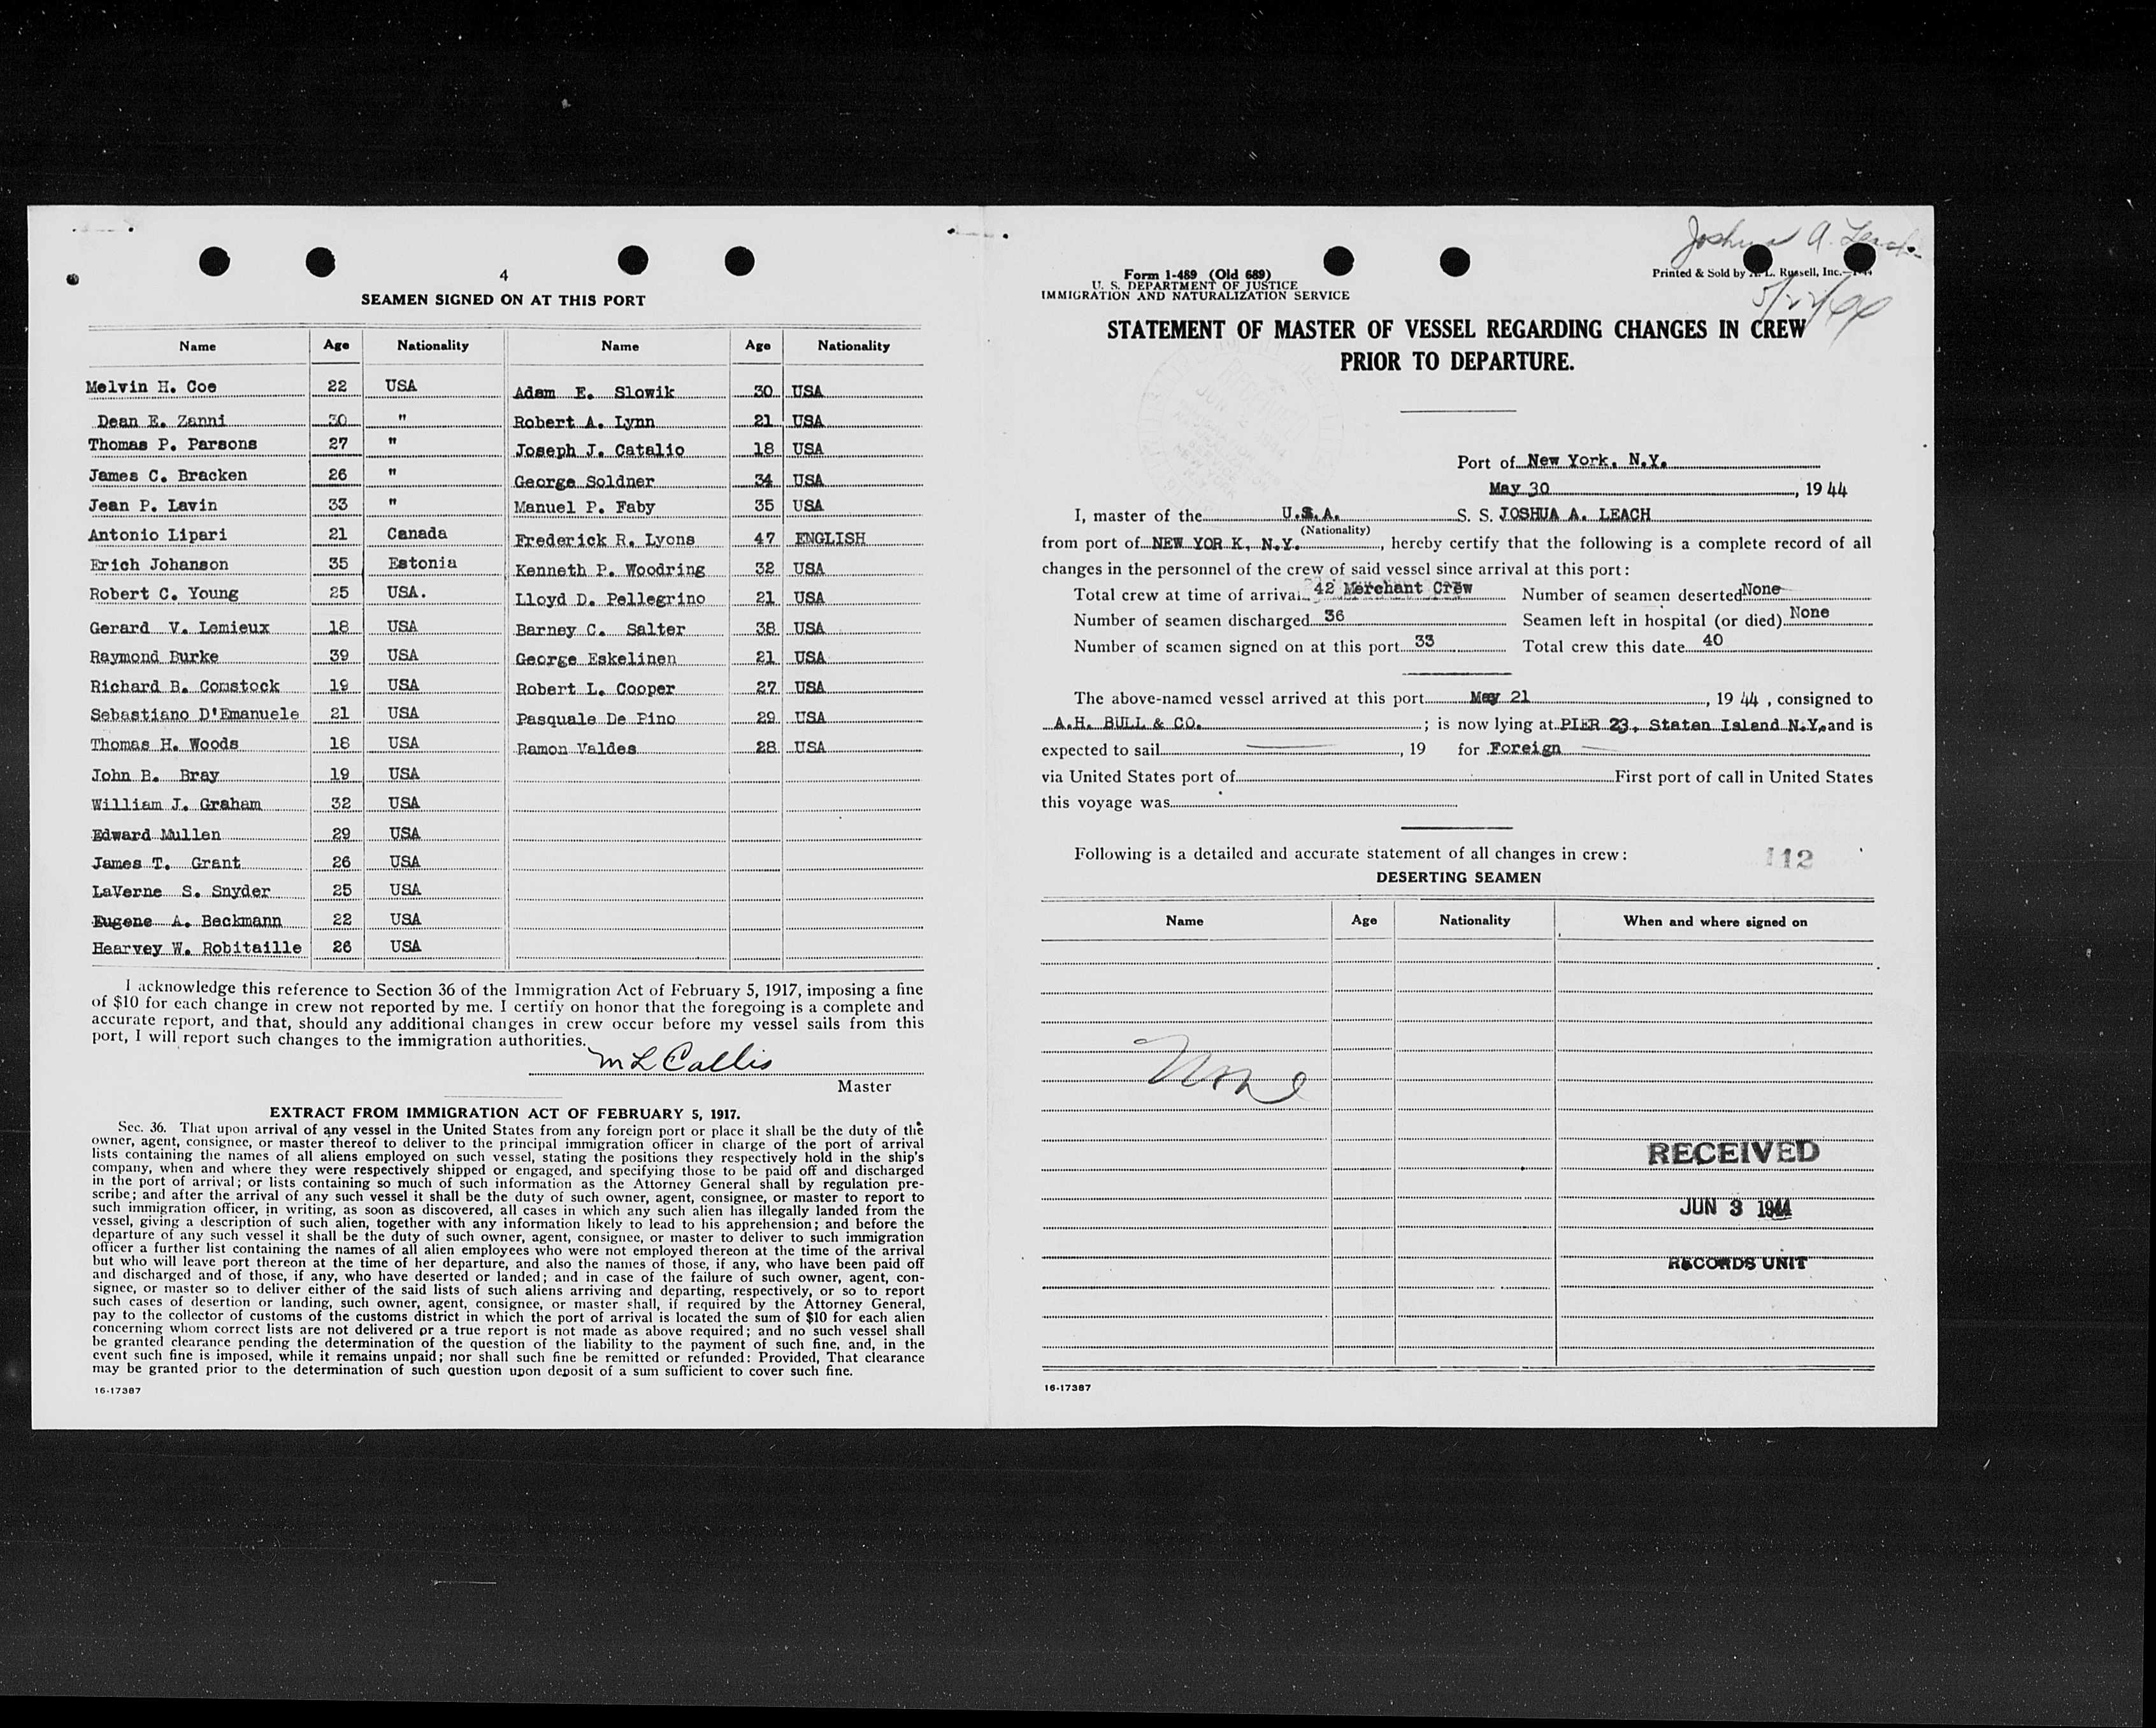 4
SEAMEN SIGNED ON AT THIS PORT
Name Age Nationality Name Age Nationality
Melvin H. Coe 22 USA Adam E. Slowik 30 USA
Dean E. Zanni 30 " Robert A. Lynn 21 USA
Thomas P. Parsons 27 " Joseph J. Catalio 18 USA
James C. Bracken 26 " George Soldner 34 USA
Jean P. Lavin 33 " Manuel P. Faby 35 USA
Antonio Lipari 21 Canada Frederick R. Lyons 47 ENGLISH
Erich Johanson 35 Estonia Kenneth P. Woodring 32 USA
Robert C. Young 25 USA. Lloyd D. Pellegrino 21 USA
Gerard V. Lemieux 18 USA Barney C. Salter 38 USA
Raymond Burke 39 USA George Eskelinen 21 USA
Richard B. Comstock 19 USA Robert L. Cooper 27 USA
Sebastiano D'Emanuele 21 USA Pasquale De Pino 29 USA
Thomas H. Woods 18 USA Ramon Valdes 28 USA
John B. Bray 19 USA
William J. Graham 32 USA
Edward Mullen 29 USA
James T. Grant 26 USA
LaVerne S. Snyder 25 USA
Eugene A. Beckmann 22 USA
Hearvey W. Robitaille 26 USA
I acknowledge this reference to Section 36 of the Immigration Act of February 5, 1917, imposing a fine
of $10 for each change in crew not reported by me. I certify on honor that the foregoing is a complete and
accurate report, and that, should any additional changes in crew occur before my vessel sails from this
port, I will report such changes to the immigration authorities.
M L Callis
Master
EXTRACT FROM IMMIGRATION ACT OF FEBRUARY 5, 1917.
Sec. 36. That upon arrival of any vessel in the United States from any foreign port or place it shall be the duty of the
owner, agent, consignee, or master thereof to deliver to the principal immigration officer in charge of the port of arrival
lists containing the names of all aliens employed on such vessel, stating the positions they respectively hold in the ship's
company, when and where they were respectively shipped or engaged, and specifying those to be paid off and discharged
in the port of arrival; or lists containing so much of such information as the Attorney General shall by regulation pre-
scribe; and after the arrival of any such vessel it shall be the duty of such owner, agent, consignee, or master to report to
such immigration officer, in writing, as soon as discovered, all cases in which any such alien has illegally landed from the
vessel, giving a description of such alien, together with any information likely to lead to his apprehension; and before the
departure of any such vessel it shall be the duty of such owner, agent, consignee, or master to deliver to such immigration
officer a further list containing the names of all alien employees who were not employed thereon at the time of the arrival
but who will leave port thereon at the time of her departure, and also the names of those, if any, who have been paid off
and discharged and of those, if any, who have deserted or landed; and in case of the failure of such owner, agent, con-
signee, or master so to deliver either of the said lists of such aliens arriving and departing, respectively, or so to report
such cases of desertion or landing, such owner, agent, consignee, or master shall, if required by the Attorney General,
pay to the collector of customs of the customs district in which the port of arrival is located the sum of $10 for each alien
concerning whom correct lists are not delivered or a true report is not made as above required; and no such vessel shall
be granted clearance pending the determination of the question of the liability to the payment of such fine, and, in the
event such fine is imposed, while it remains unpaid; nor shall such fine be remitted or refunded: Provided, That clearance
may be granted prior to the determination of such question upon deposit of a sum sufficient to cover such fine.
16-17387
Joshua A. Leach
Form I-489 (Old 689)
U. S. DEPARTMENT OF JUSTICE
IMMIGRATION AND NATURALIZATION SERVICE
Printed & Sold by L. Russell, Inc.
5/22/44
STATEMENT OF MASTER OF VESSEL REGARDING CHANGES IN CREW
PRIOR TO DEPARTURE.
Port of New York, N.Y.
May 30, 1944
I, master of the U.S.A. S. S. JOSHUA A. LEACH
(Nationality)
from port of NEW YOR K, N.Y., hereby certify that the following is a complete record of all
changes in the personnel of the crew of said vessel since arrival at this port:
Total crew at time of arrival 42 Merchant Crew Number of seamen deserted None
Number of seamen discharged 36 Seamen left in hospital (or died) None
Number of seamen signed on at this port 33 Total crew this date 40
The above-named vessel arrived at this port May 21, 1944, consigned to
A.H. BULL & CO.; is now lying at PIER 23, Staten Island N.Y. and is
expected to sail, 19 for Foreign
via United States port of First port of call in United States
this voyage was
Following is a detailed and accurate statement of all changes in crew:
112
DESERTING SEAMEN
Name Age Nationality When and where signed on
None
RECEIVED
JUN 3 1944
RECORDS UNIT
16-17387